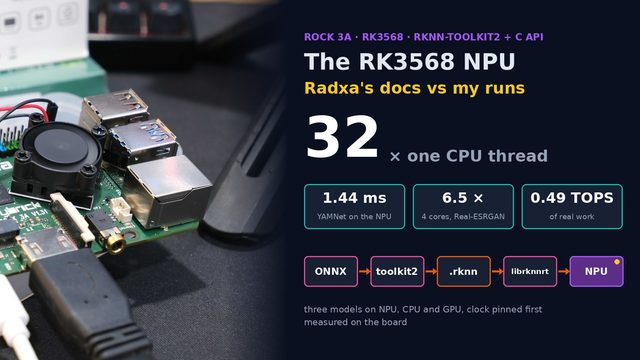 ROCK 3A · RK3568 · RKNN-TOOLKIT2 + C API
The RK3568 NPU
Radxa's docs vs my runs
32 × one CPU thread
1.44 ms
YAMNet on the NPU
6.5 ×
4 cores, Real-ESRGAN
0.49 TOPS
of real work
ONNX
toolkit2
.rknn
librknnrt
NPU
three models on NPU, CPU and GPU, clock pinned first
measured on the board